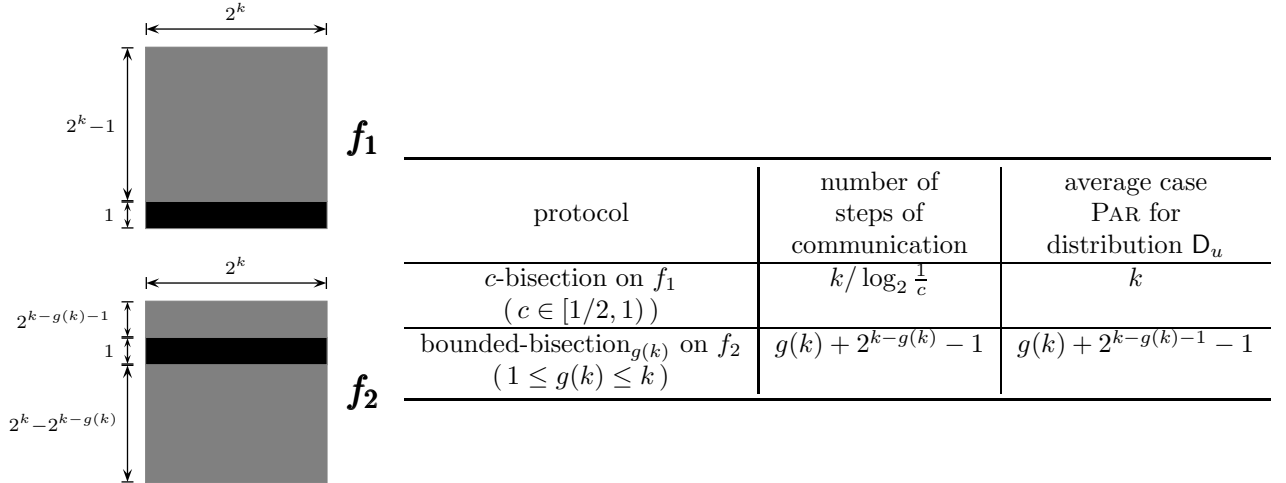 2^k
2^k−1
1
f₁
2^k
2^{k−g(k)−1}
1
2^k−2^{k−g(k)}
f₂
protocol
number of
steps of
communication
average case
PAR for
distribution D_u
c-bisection on f₁
( c ∈ [1/2, 1) )
k/ log₂ \frac{1}{c}
k
bounded-bisection_{g(k)} on f₂
( 1 ≤ g(k) ≤ k )
g(k) + 2^{k−g(k)} − 1
g(k) + 2^{k−g(k)−1} − 1